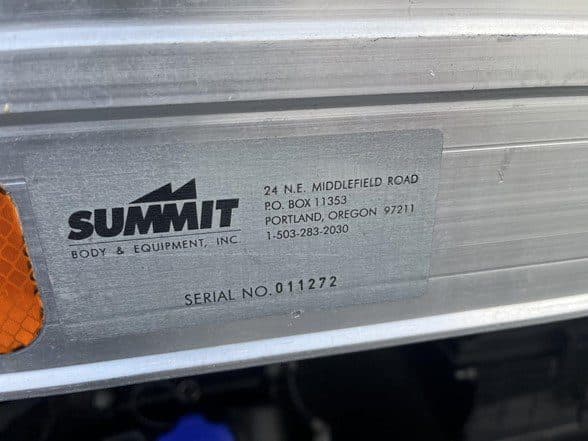 SUMMIT
BODY & EQUIPMENT, INC
24 N.E. MIDDLEFIELD ROAD
P.O. BOX 11353
PORTLAND, OREGON 97211
1-503-283-2030
SERIAL NO. 011272